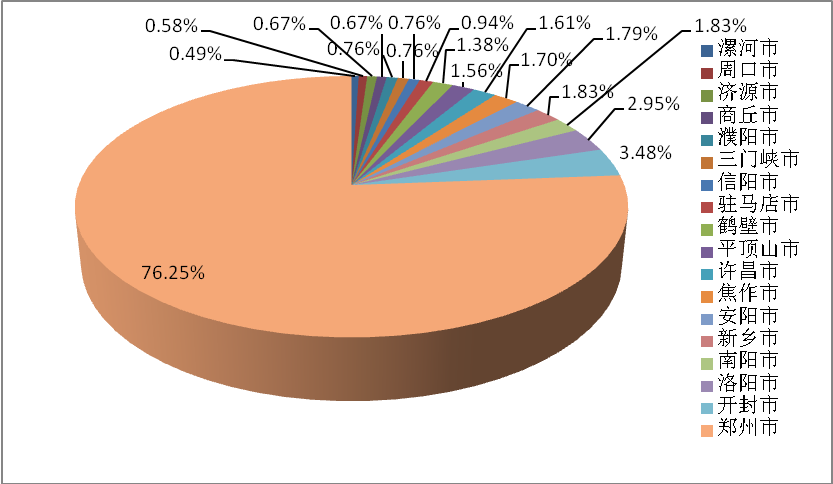 0.58%
0.67%
0.67%
0.76%
0.94%
1.61%
1.83%
0.49%
0.76%
0.76%
1.38%
1.56%
1.70%
1.79%
1.83%
2.95%
3.48%
76.25%
漯河市
周口市
济源市
商丘市
濮阳市
三门峡市
信阳市
驻马店市
鹤壁市
平顶山市
许昌市
焦作市
安阳市
新乡市
南阳市
洛阳市
开封市
郑州市